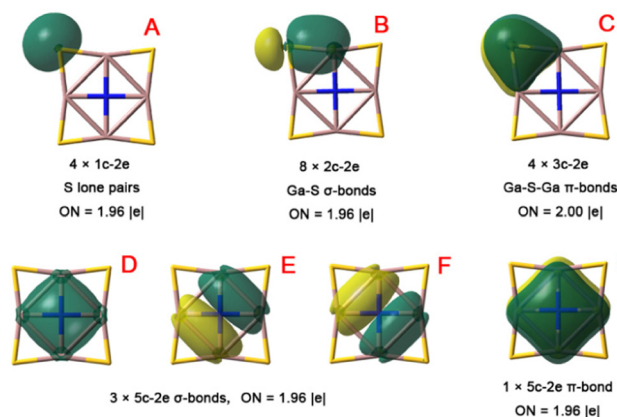 A
B
C
4 × 1c-2e
S lone pairs
ON = 1.96 |e|
8 × 2c-2e
Ga-S σ-bonds
ON = 1.96 |e|
4 × 3c-2e
Ga-S-Ga π-bonds
ON = 2.00 |e|
D
E
F
3 × 5c-2e σ-bonds, ON = 1.96 |e|
1 × 5c-2e π-bond
ON = 1.96 |e|